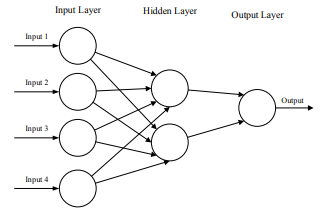 Input Layer
Hidden Layer
Output Layer
Input 1
Input 2
Input 3
Input 4
Output